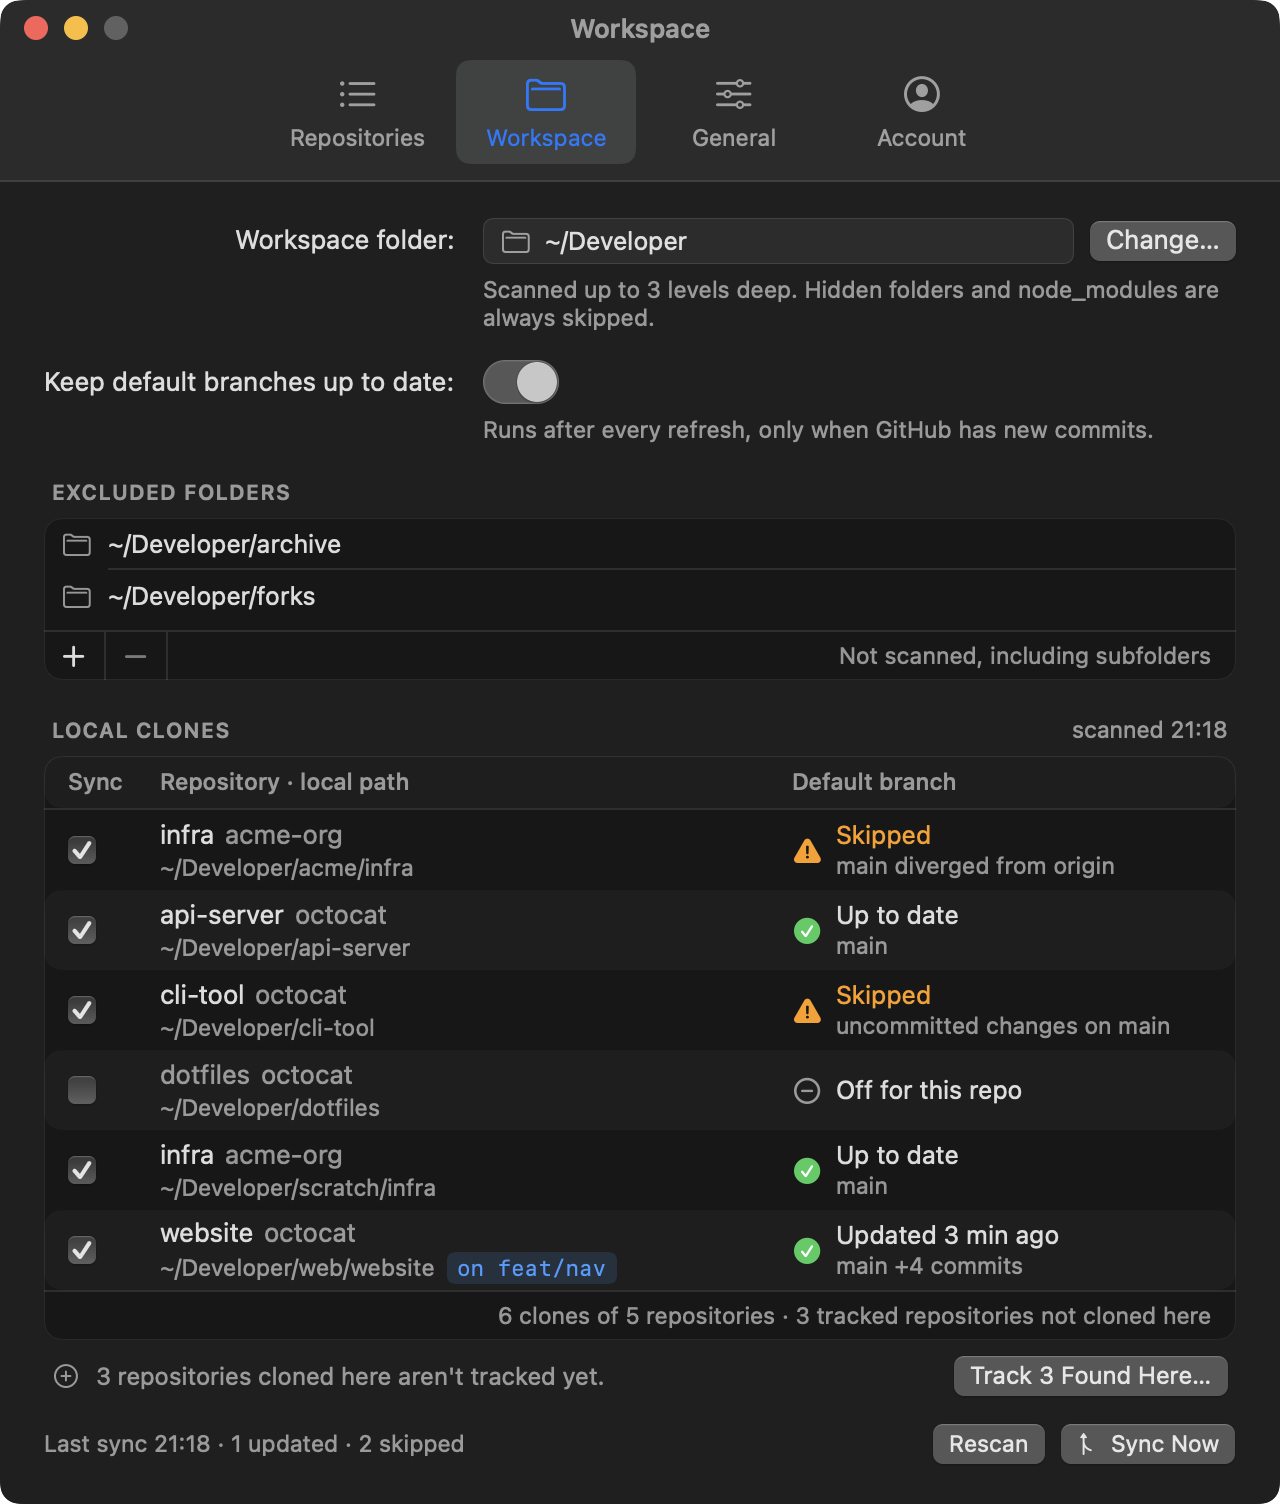 Workspace
Repositories
Workspace
General
Account
Workspace folder:
~/Developer
Change...
Scanned up to 3 levels deep. Hidden folders and node_modules are
always skipped.
Keep default branches up to date:
Runs after every refresh, only when GitHub has new commits.
EXCLUDED FOLDERS
~/Developer/archive
~/Developer/forks
Not scanned, including subfolders
LOCAL CLONES
scanned 21:18
Sync
Repository · local path
Default branch
infra acme-org
~/Developer/acme/infra
Skipped
main diverged from origin
api-server octocat
~/Developer/api-server
Up to date
main
cli-tool octocat
~/Developer/cli-tool
Skipped
uncommitted changes on main
dotfiles octocat
~/Developer/dotfiles
Off for this repo
infra acme-org
~/Developer/scratch/infra
Up to date
main
website octocat
~/Developer/web/website on feat/nav
Updated 3 min ago
main +4 commits
6 clones of 5 repositories · 3 tracked repositories not cloned here
3 repositories cloned here aren't tracked yet.
Track 3 Found Here...
Last sync 21:18 · 1 updated · 2 skipped
Rescan
Sync Now